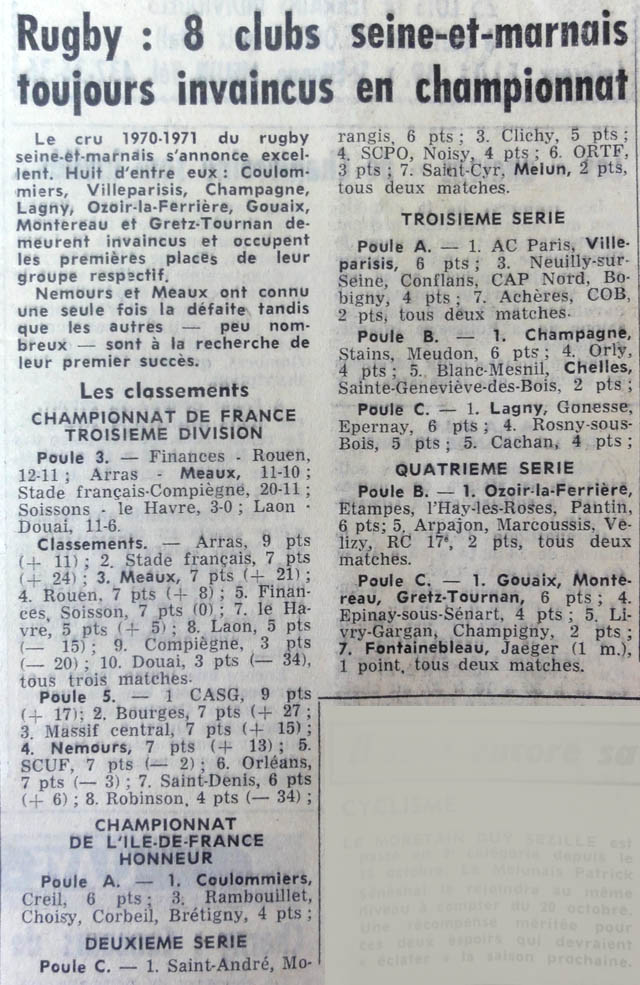 Rugby : 8 clubs seine-et-marnais
toujours invaincus en championnat
Le cru 1970-1971 du rugby
seine-et-marnais s'annonce excel-
lent. Huit d'entre eux : Coulom-
miers, Villeparisis, Champagne,
Lagny, Ozoir-la-Ferrière, Gouaix,
Montereau et Gretz-Tournan de-
meurent invaincus et occupent
les premières places de leur
groupe respectif.
Nemours et Meaux ont connu
une seule fois la défaite tandis
que les autres — peu nom-
breux — sont à la recherche de
leur premier succès.
Les classements
CHAMPIONNAT DE FRANCE
TROISIEME DIVISION
Poule 3. — Finances - Rouen,
12-11 ; Arras - Meaux, 11-10 ;
Stade français-Compiègne, 20-11 ;
Soissons - le Havre, 3-0 ; Laon -
Douai, 11-6.
Classements. — Arras, 9 pts
(+ 11) ; 2. Stade français, 7 pts
(+ 24) ; 3. Meaux, 7 pts (+ 21) ;
4. Rouen, 7 pts (+ 8) ; 5. Finan-
ces, Soisson, 7 pts (0) ; 7. le Ha-
vre, 5 pts (+ 5) ; 8. Laon, 5 pts
(— 15) ; 9. Compiègne, 3 pts
(— 20) ; 10. Douai, 3 pts (— 34),
tous trois matches.
Poule 5. — 1 CASG, 9 pts
(+ 17); 2. Bourges, 7 pts (+ 27 ;
3. Massif central, 7 pts (+ 15) ;
4. Nemours, 7 pts (+ 13) ; 5.
SCUF, 7 pts (— 2) ; 6. Orléans,
7 pts (— 3) ; 7. Saint-Denis, 6 pts
(+ 6) ; 8. Robinson, 4 pts (— 34) ;
CHAMPIONNAT
DE L'ILE-DE-FRANCE
HONNEUR
Poule A. — 1. Coulommiers,
Creil, 6 pts ; 3. Rambouillet,
Choisy, Corbeil, Brétigny, 4 pts ;
DEUXIEME SERIE
Poule C. — 1. Saint-André, Mo-
rangis, 6 pts ; 3. Clichy, 5 pts ;
4. SCPO, Noisy, 4 pts ; 6. ORTF,
3 pts ; 7. Saint-Cyr, Melun, 2 pts,
tous deux matches.
TROISIEME SERIE
Poule A. — 1. AC Paris, Ville-
parisis, 6 pts ; 3. Neuilly-sur-
Seine, Conflans, CAP Nord, Bo-
bigny, 4 pts ; 7. Achères, COB,
2 pts, tous deux matches.
Poule B. — 1. Champagne,
Stains, Meudon, 6 pts ; 4. Orly,
4 pts ; 5. Blanc-Mesnil, Chelles,
Sainte-Geneviève-des-Bois, 2 pts ;
Poule C. — 1. Lagny, Gonesse,
Epernay, 6 pts ; 4. Rosny-sous-
Bois, 5 pts ; 5. Cachan, 4 pts ;
QUATRIEME SERIE
Poule B. — 1. Ozoir-la-Ferrière,
Etampes, l'Hay-les-Roses, Pantin,
6 pts; 5, Arpajon, Marcoussis, Vé-
lizy, RC 17e, 2 pts, tous deux
matches.
Poule C. — 1. Gouaix, Monte-
reau, Gretz-Tournan, 6 pts ; 4.
Epinay-sous-Sénart, 4 pts ; 5. Li-
vry-Gargan, Champigny, 2 pts ;
7. Fontainebleau, Jaeger (1 m.),
1 point, tous deux matches.
CYCLISME
LE MORETAIN GUY SEZILLE est